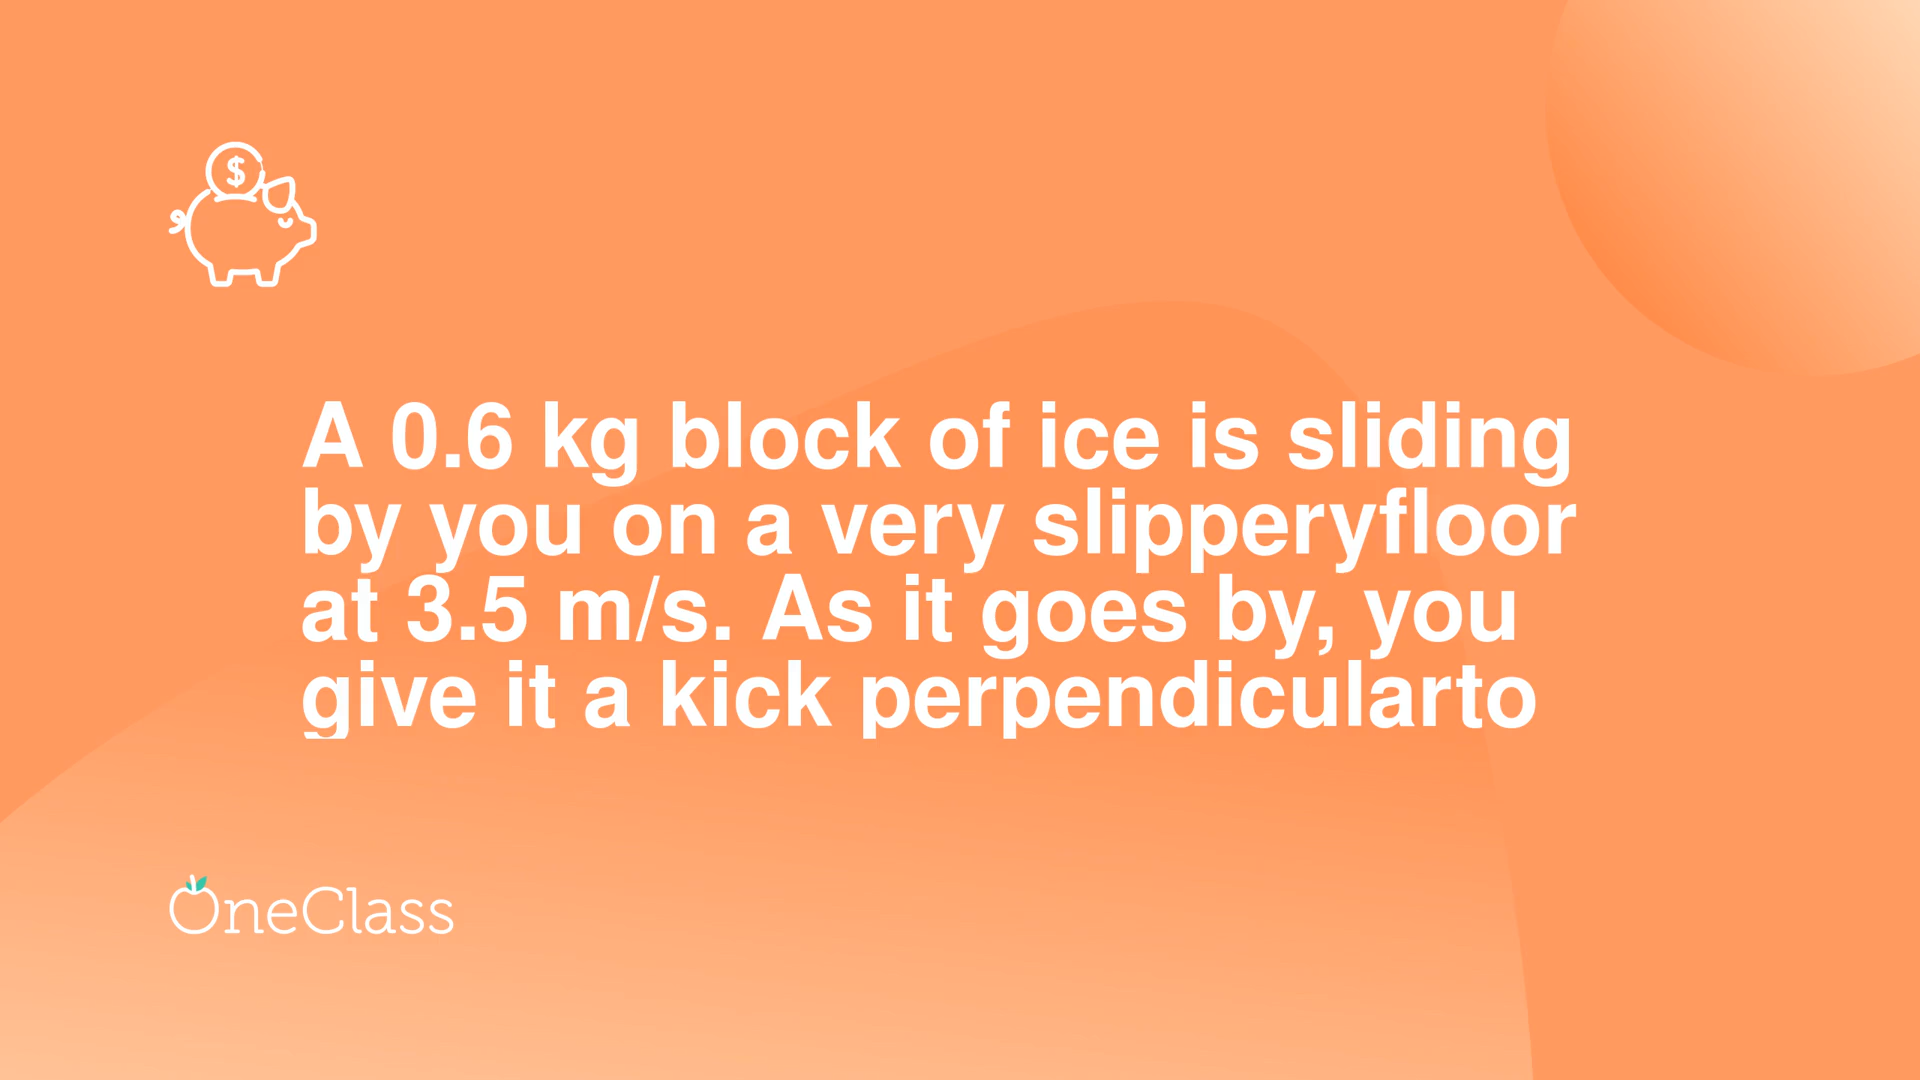 $
A 0.6 kg block of ice is sliding
by you on a very slipperyfloor
at 3.5 m/s. As it goes by, you
give it a kick perpendicularto
OneClass